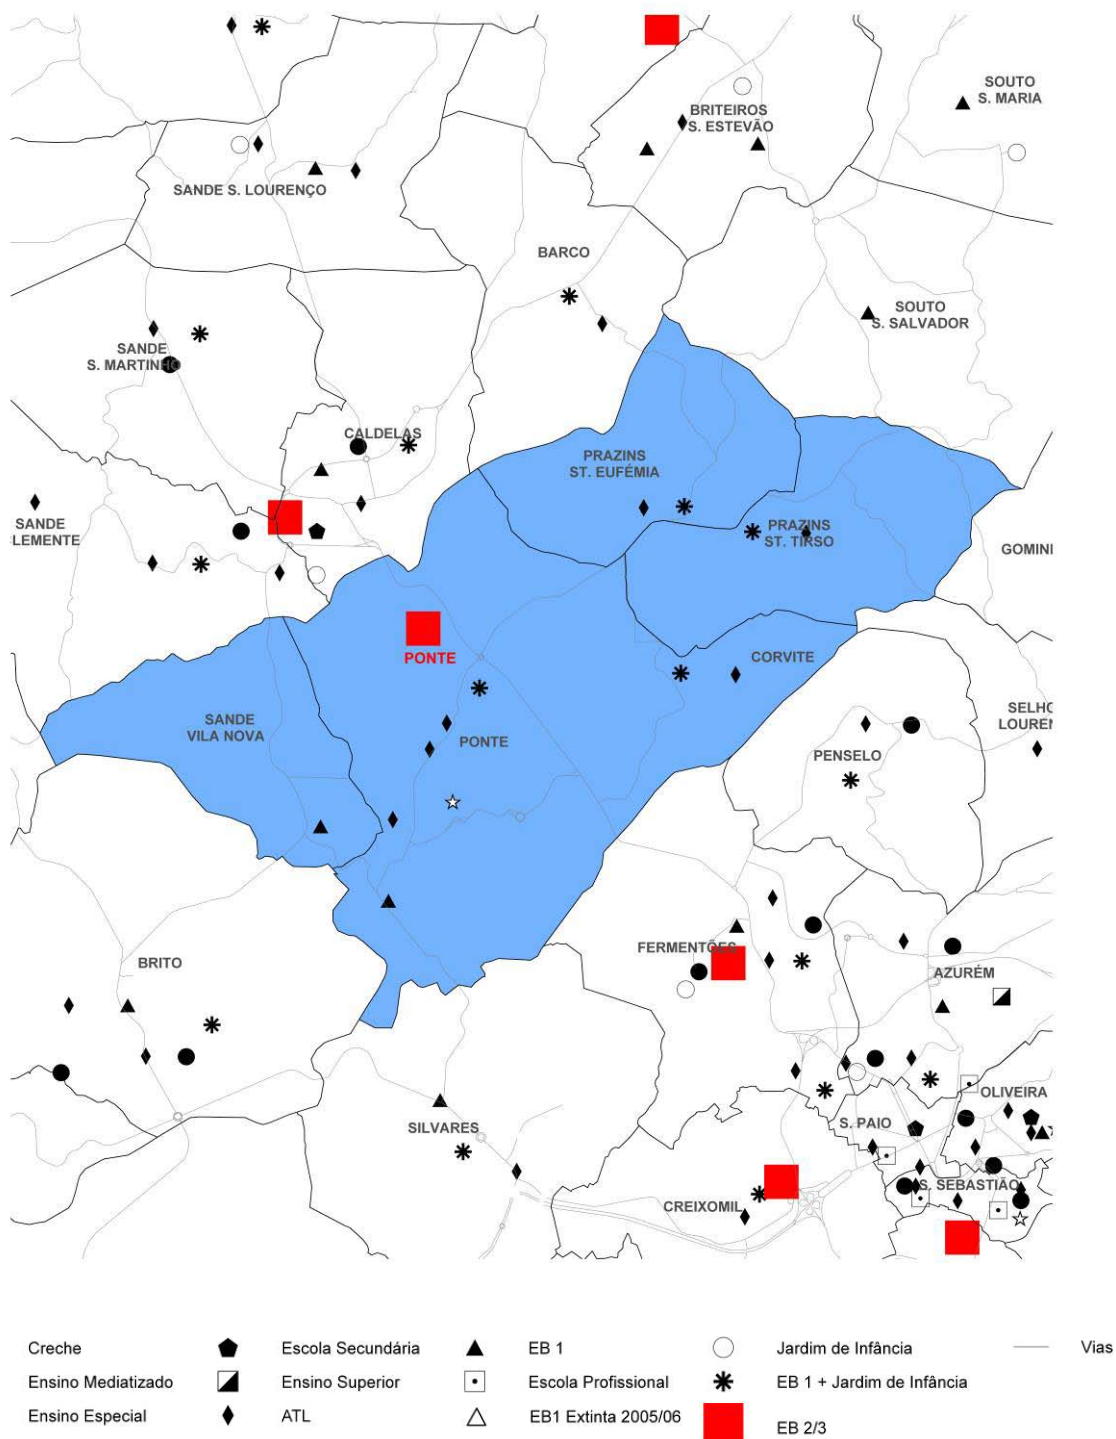 SOUTO
S. MARIA
BRITEIROS
S. ESTEVÃO
SANDE S. LOURENÇO
BARCO
SOUTO
S. SALVADOR
SANDE
S. MARTINHO
CALDELAS
PRAZINS
ST. EUFÉMIA
SANDE
LEMENTE
PRAZINS
ST. TIRSO
GOMINI
PONTE
CORVITE
SANDE
VILA NOVA
PONTE
SELHO
LOUREN
PENSELO
FERMENTÕES
BRITO
AZURÉM
OLIVEIRA
SILVARES
S. PAIO
S. SEBASTIÃO
CREIXOMIL
Creche
Escola Secundária
EB 1
Jardim de Infância
Vias
Ensino Mediatizado
Ensino Superior
Escola Profissional
EB 1 + Jardim de Infância
Ensino Especial
ATL
EB1 Extinta 2005/06
EB 2/3